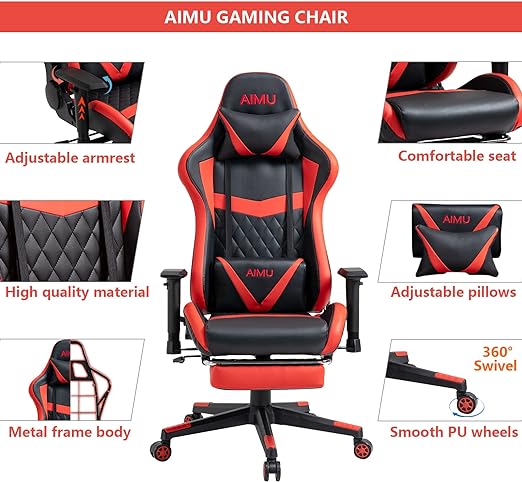 AIMU GAMING CHAIR
AIMU
AIMU
Adjustable armrest
Comfortable seat
High quality material
AIMU
Adjustable pillows
AIMU
Metal frame body
360°
Swivel
Smooth PU wheels